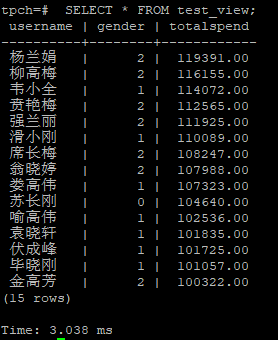 tpch=#  SELECT * FROM test_view;
username | gender | totalspend
----------+--------+------------
杨兰娟 | 2 | 119391.00
柳高梅 | 2 | 116155.00
韦小全 | 1 | 114072.00
贲艳梅 | 2 | 112565.00
强兰丽 | 2 | 111925.00
滑小刚 | 1 | 110089.00
席长梅 | 2 | 108247.00
翁晓婷 | 2 | 107988.00
娄高伟 | 1 | 107323.00
苏长刚 | 0 | 104640.00
喻高伟 | 1 | 102536.00
袁晓轩 | 1 | 101835.00
伏成峰 | 1 | 101725.00
毕晓刚 | 1 | 101057.00
金高芳 | 2 | 100322.00
(15 rows)
Time: 3.038 ms